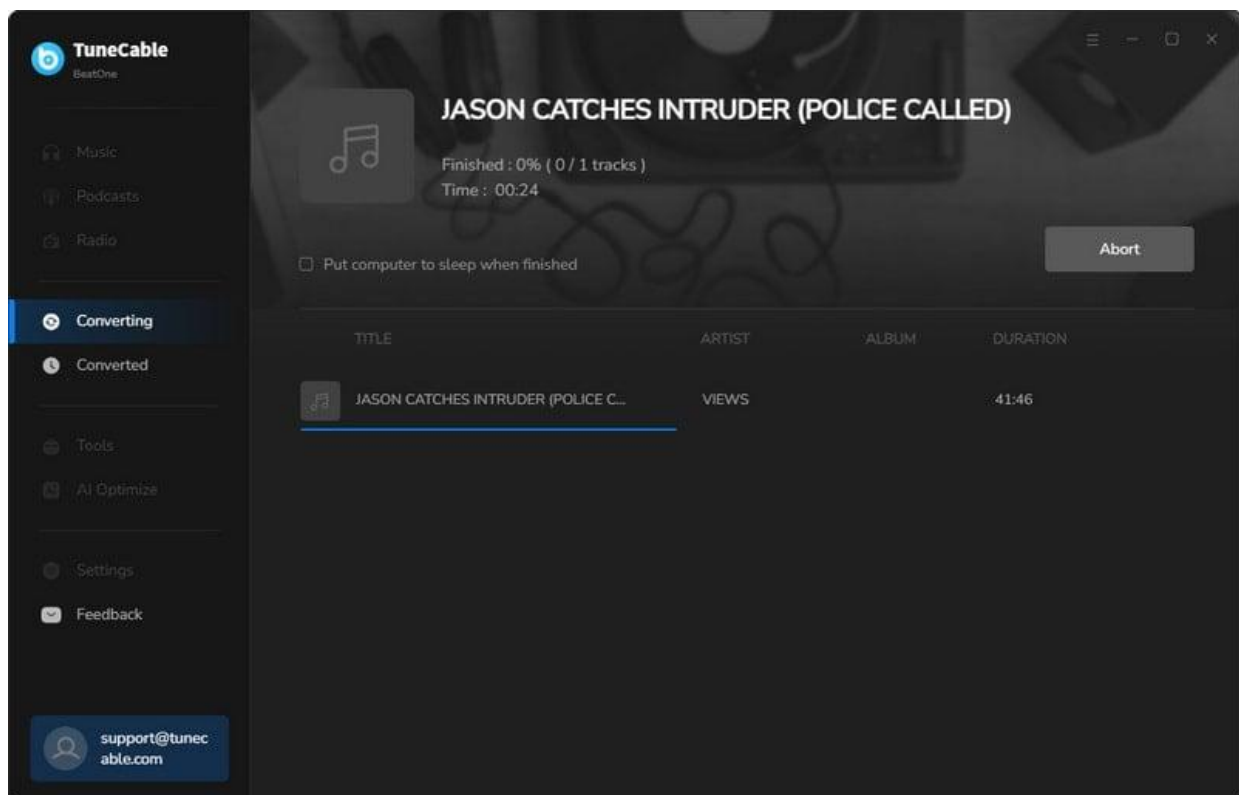 TuneCable
BeatOne
Music
Podcasts
Radio
Converting
Converted
Tools
AI Optimize
Settings
Feedback
support@tunec
able.com
JASON CATCHES INTRUDER (POLICE CALLED)
Finished : 0% ( 0 / 1 tracks )
Time : 00:24
Put computer to sleep when finished
Abort
TITLE ARTIST ALBUM DURATION
JASON CATCHES INTRUDER (POLICE C... VIEWS 41:46